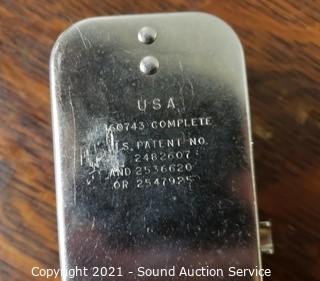 USA
60743 COMPLETE
U.S. PATENT NO.
2482607
AND 2536620
OR 2547925
Copyright 2021 - Sound Auction Service